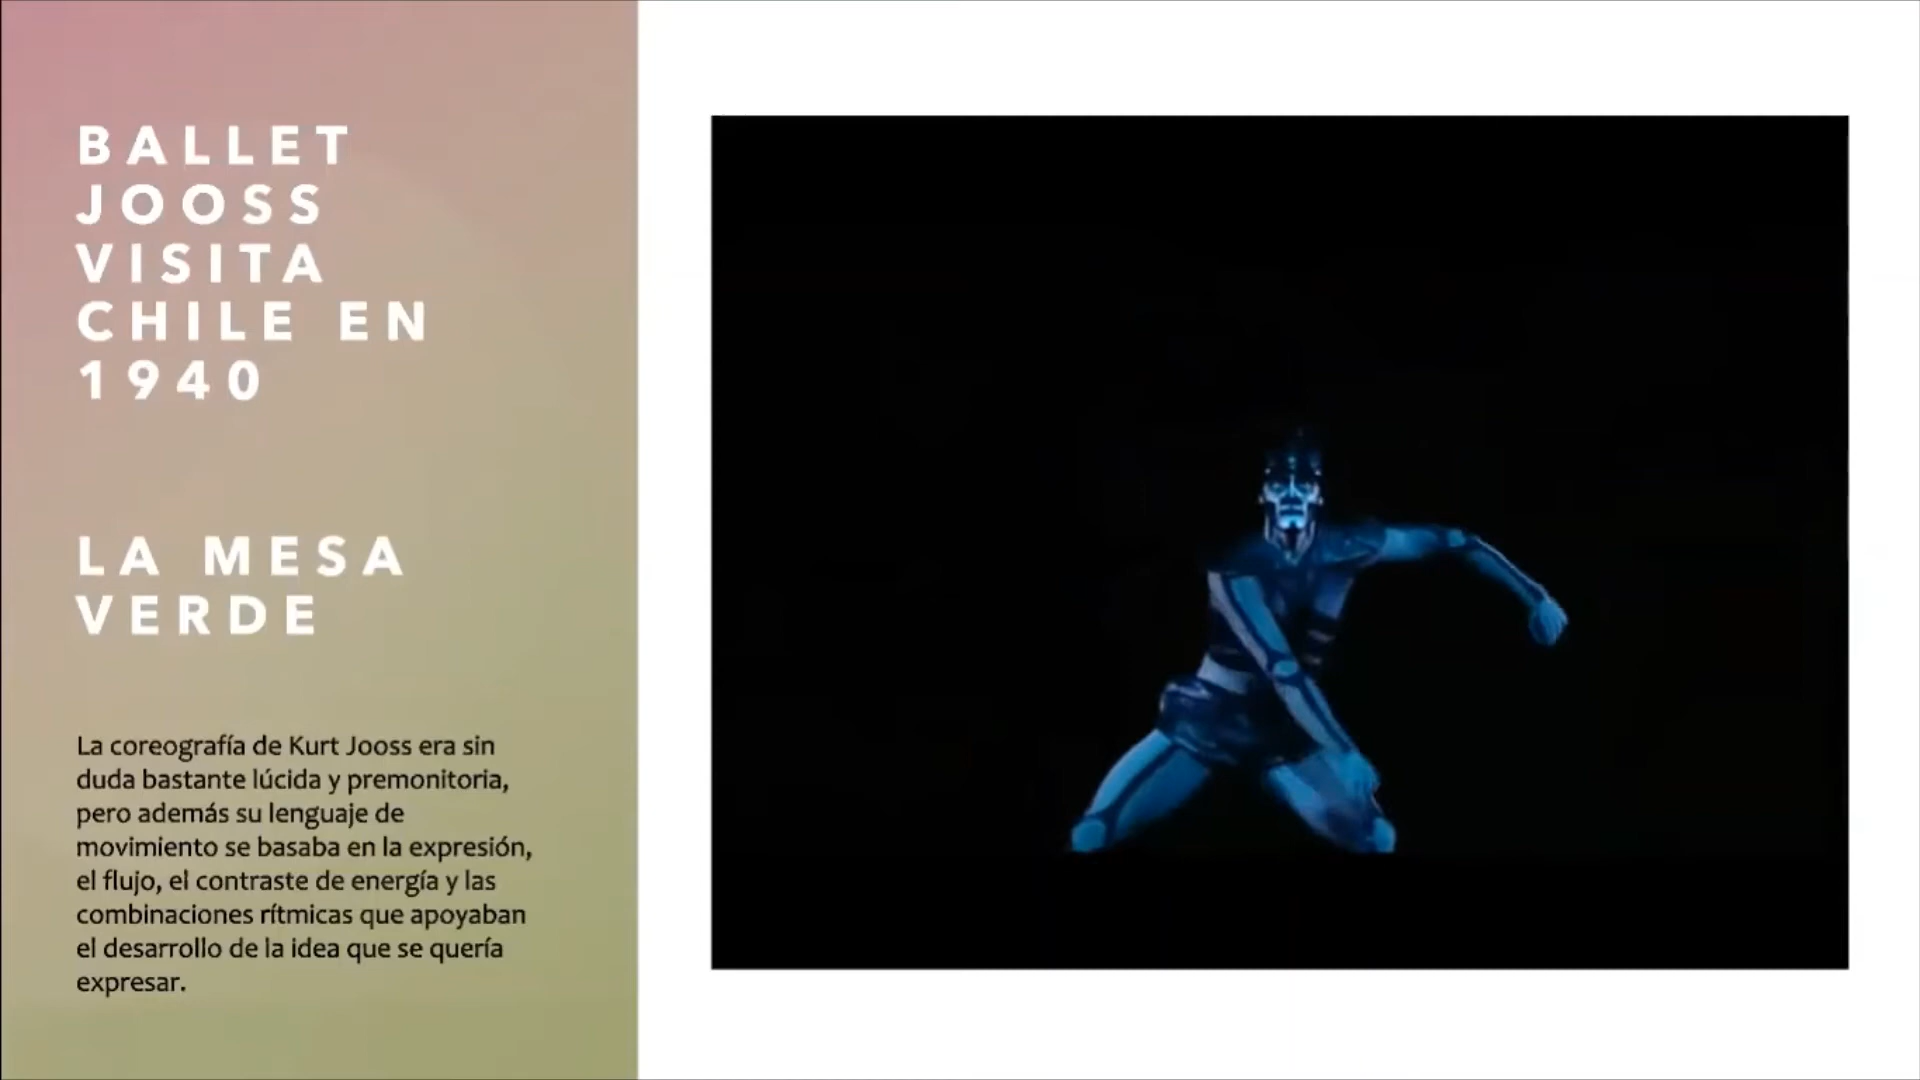 BALLET
JOOSS
VISITA
CHILE EN
1940
LA MESA
VERDE
La coreografía de Kurt Jooss era sin
duda bastante lúcida y premonitoria,
pero además su lenguaje de
movimiento se basaba en la expresión,
el flujo, el contraste de energía y las
combinaciones rítmicas que apoyaban
el desarrollo de la idea que se quería
expresar.